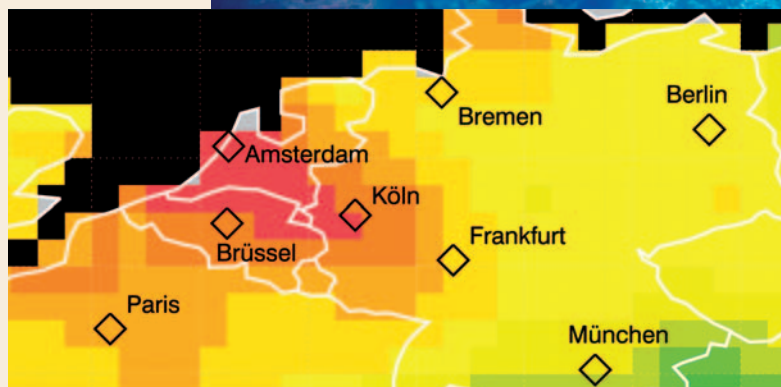 Bremen
Berlin
Amsterdam
Köln
Brüssel
Frankfurt
Paris
München